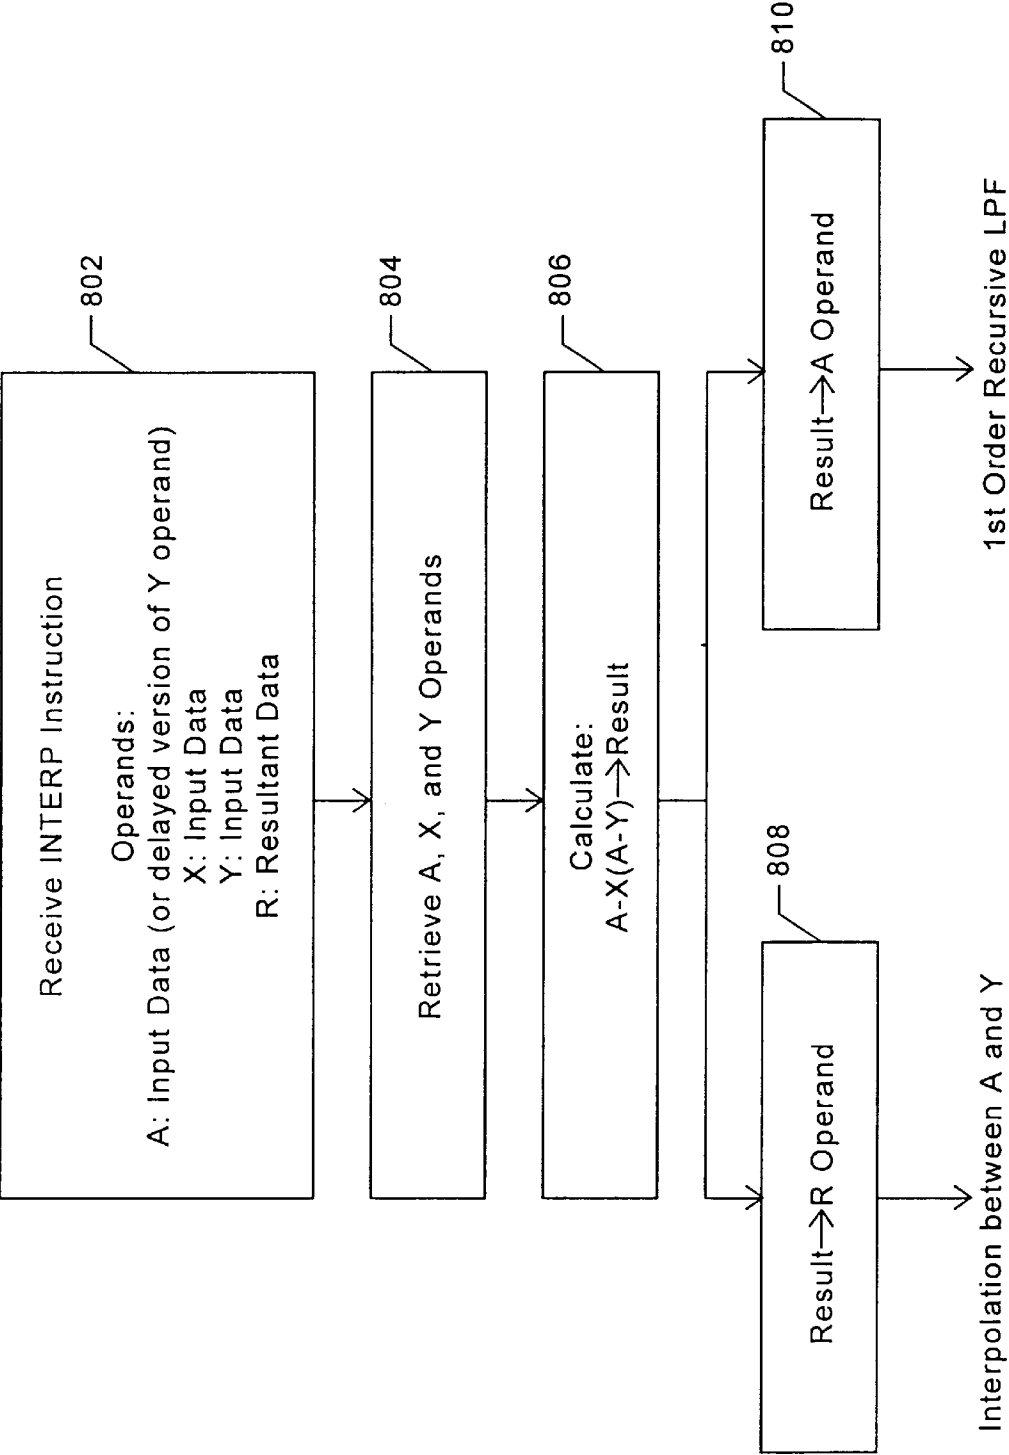 Receive INTERP Instruction
802
Operands:
A: Input Data (or delayed version of Y operand)
X: Input Data
Y: Input Data
R: Resultant Data
804
Retrieve A, X, and Y Operands
806
Calculate:
A-X(A-Y)→Result
808
Result→R Operand
Interpolation between A and Y
810
Result→A Operand
1st Order Recursive LPF